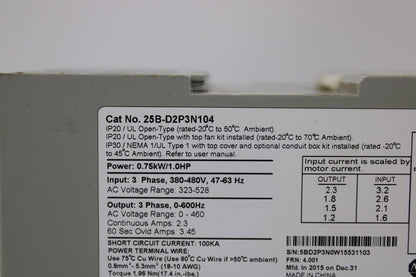 Cat No. 25B-D2P3N104
IP20 / UL Open-Type (rated-20°C to 50°C Ambient).
IP20 / UL Open-Type with top fan kit installed (rated-20°C to 70°C Ambient).
IP30 / NEMA 1/UL Type 1 with top cover and optional conduit box kit installed (rated -20°C
to 45°C Ambient). Refer to user manual.
Power: 0.75kW/1.0HP
Input: 3 Phase, 380-480V, 47-63 Hz
AC Voltage Range: 323-528
Output: 3 Phase, 0-600Hz
AC Voltage Range: 0 - 460
Continuous Amps: 2.3
60 Sec Ovld Amps: 3.45
SHORT CIRCUIT CURRENT: 100KA
POWER TERMINAL WIRE:
Use 75°C Cu Wire (Use 90°C Cu Wire if >50°C ambient)
0.8mm² - 5.3mm² (18-10 AWG)
Torque 1.96 Nm (17.4 in-lbs.)
Input current is scaled by
motor current.
OUTPUT INPUT
2.3 3.2
1.8 2.6
1.5 2.1
1.2 1.6
S/N:5BD2P3N0W15531103
FRN: 4.001
Mfd. in 2015 on Dec.31
MADE IN CHINA